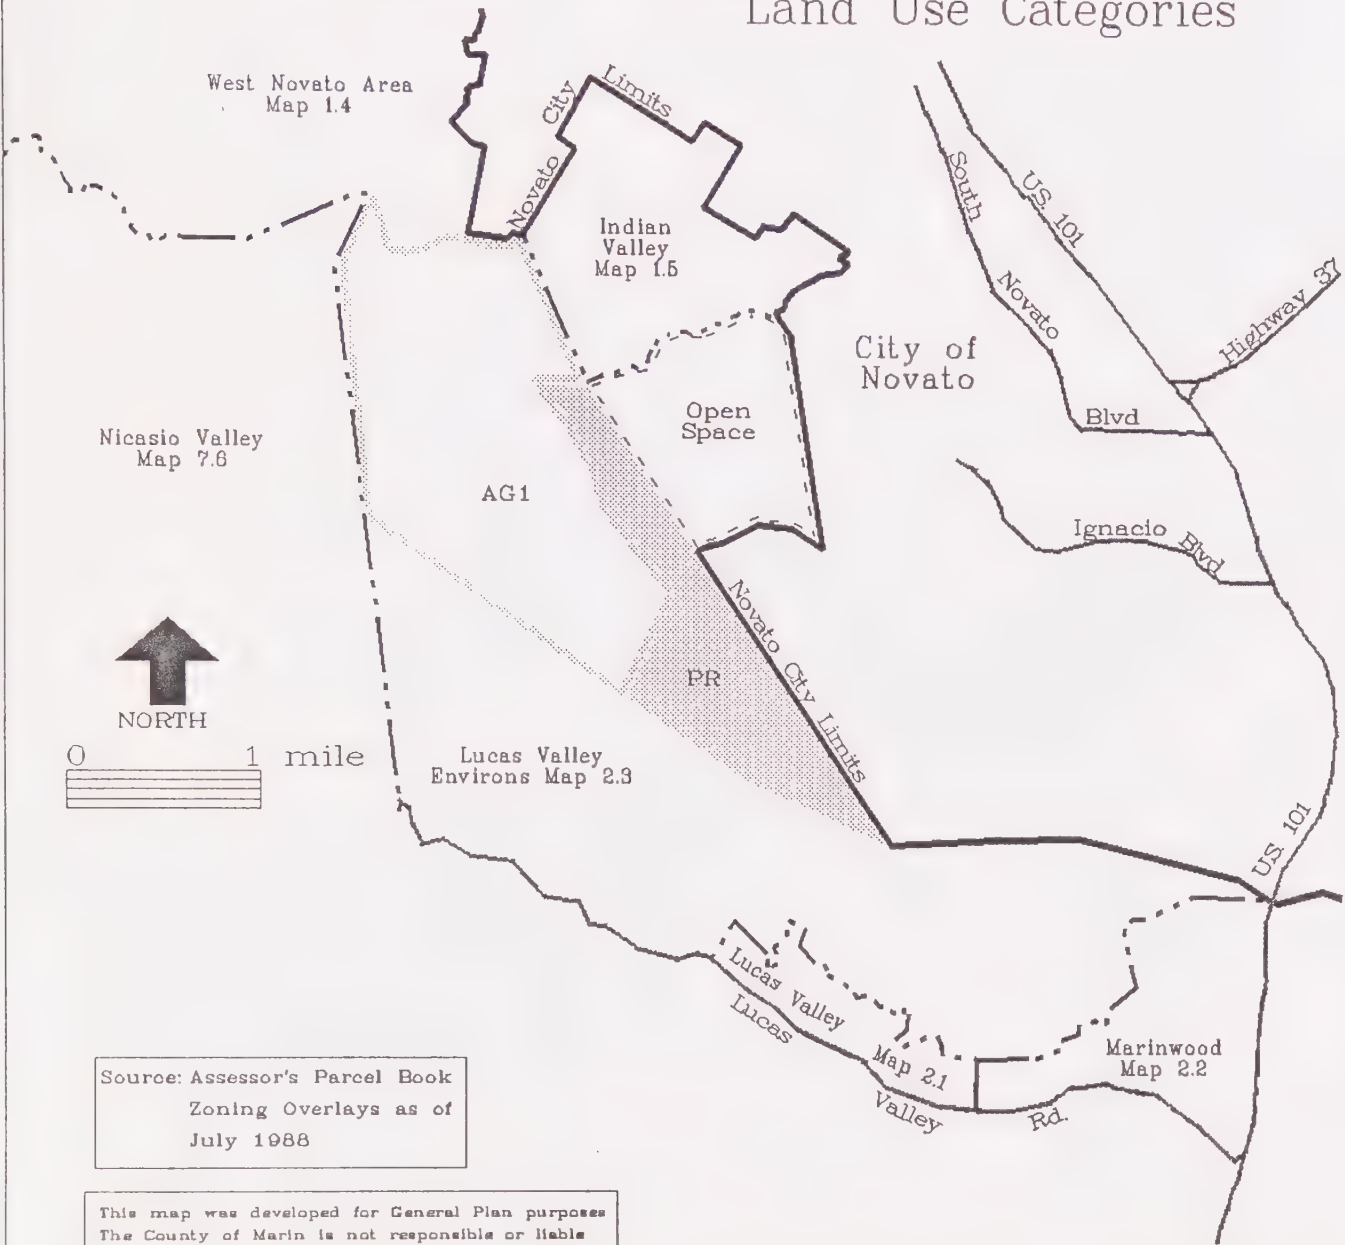 Land Use Categories
West Novato Area
Map 1.4
Novato City Limits
Indian
Valley
Map 1.5
South Novato Blvd
U.S. 101
Highway 37
City of
Novato
Open
Space
Nicasio Valley
Map 7.6
AG1
Ignacio Blvd
NORTH
0 1 mile
PR
Novato City Limits
Lucas Valley
Environs Map 2.3
U.S. 101
Lucas Valley
Map 2.1
Lucas Valley Rd.
Marinwood
Map 2.2
Source: Assessor's Parcel Book
Zoning Overlays as of
July 1988
This map was developed for General Plan purposes
The County of Marin is not responsible or liable